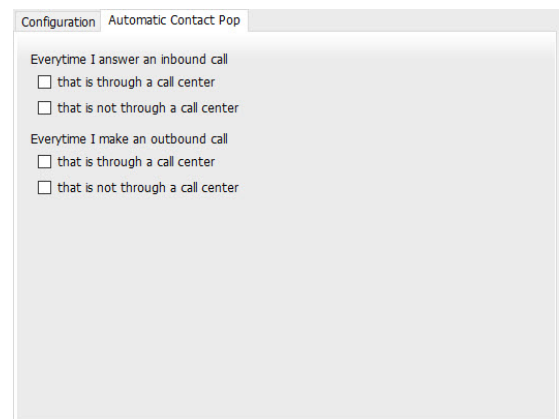 Configuration Automatic Contact Pop
Everytime I answer an inbound call
that is through a call center
that is not through a call center
Everytime I make an outbound call
that is through a call center
that is not through a call center